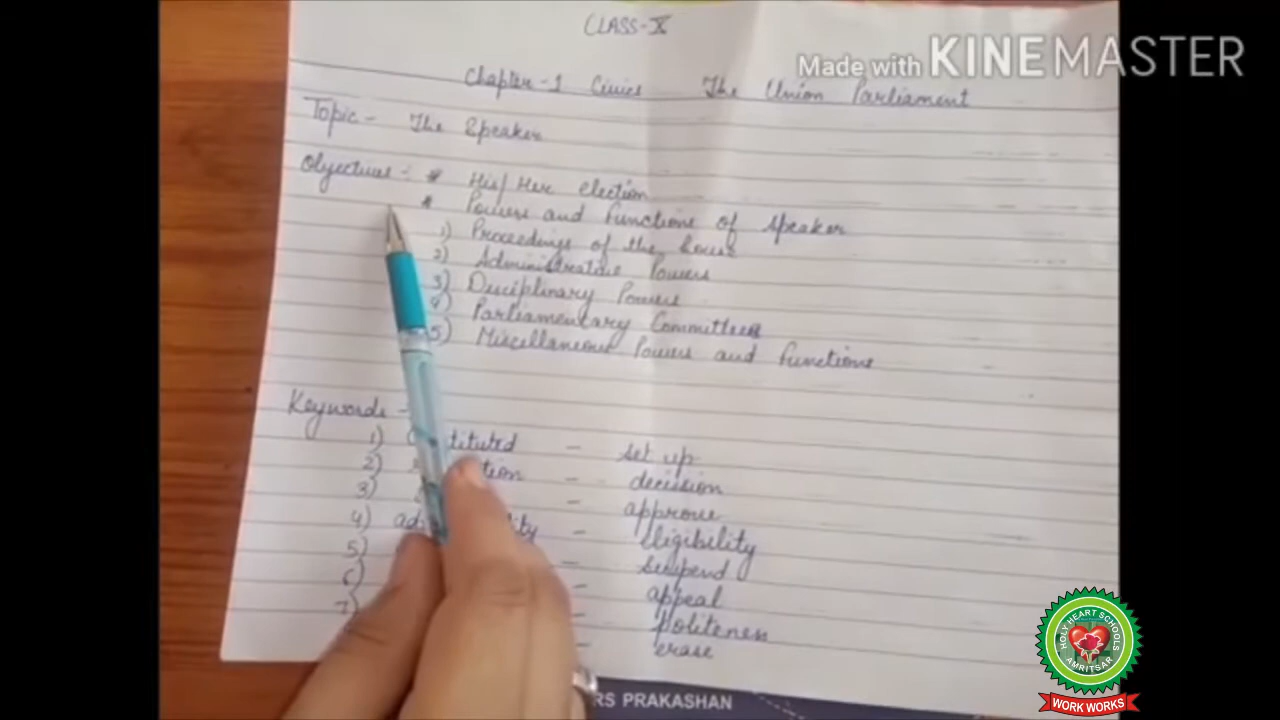 CLASS-X
Made with KINEMASTER
Chapter-1 Civics The Union Parliament
Topic - The Speaker
Objectives - * His/Her election
* Powers and functions of Speaker
1) Proceedings of the house
2) Administrative Powers
3) Disciplinary Powers
4) Parliamentary Committees
5) Miscellaneous Powers and functions
Keywords -
1) - set up
2) - decision
3) - approve
4) - eligibility
5) - suspend
6) - appeal
7) - politeness
- erase
RS PRAKASHAN
HOLY HEART SCHOOLS
AMRITSAR
WORK WORKS